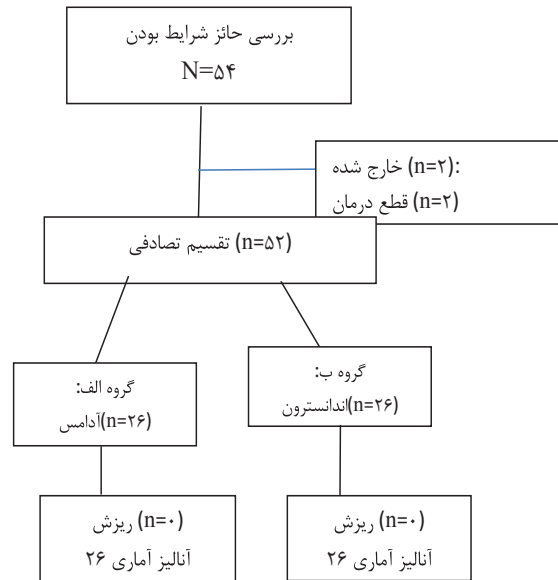 بررسی حائز شرایط بودن
N=۵۴
خارج شده (n=۲):
قطع درمان (n=۲)
تقسیم تصادفی (n=۵۲)
گروه ب:
اندانسترون(n=۲۶)
گروه الف:
آدامس(n=۲۶)
ریزش (n=۰)
آنالیز آماری ۲۶
ریزش (n=۰)
آنالیز آماری ۲۶